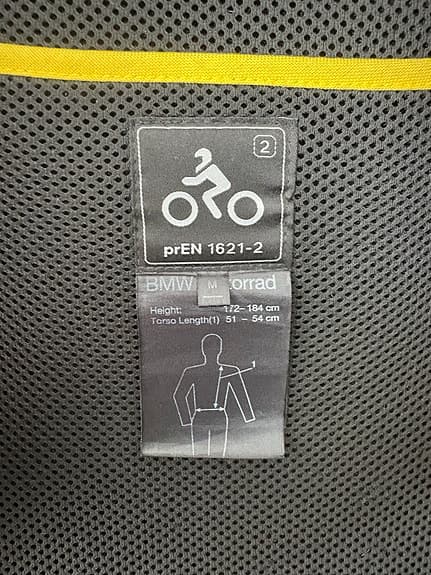 2
prEN 1621-2
BMW M orrad
Height: 172-184 cm
Torso Length(1) 51 - 54 cm
1